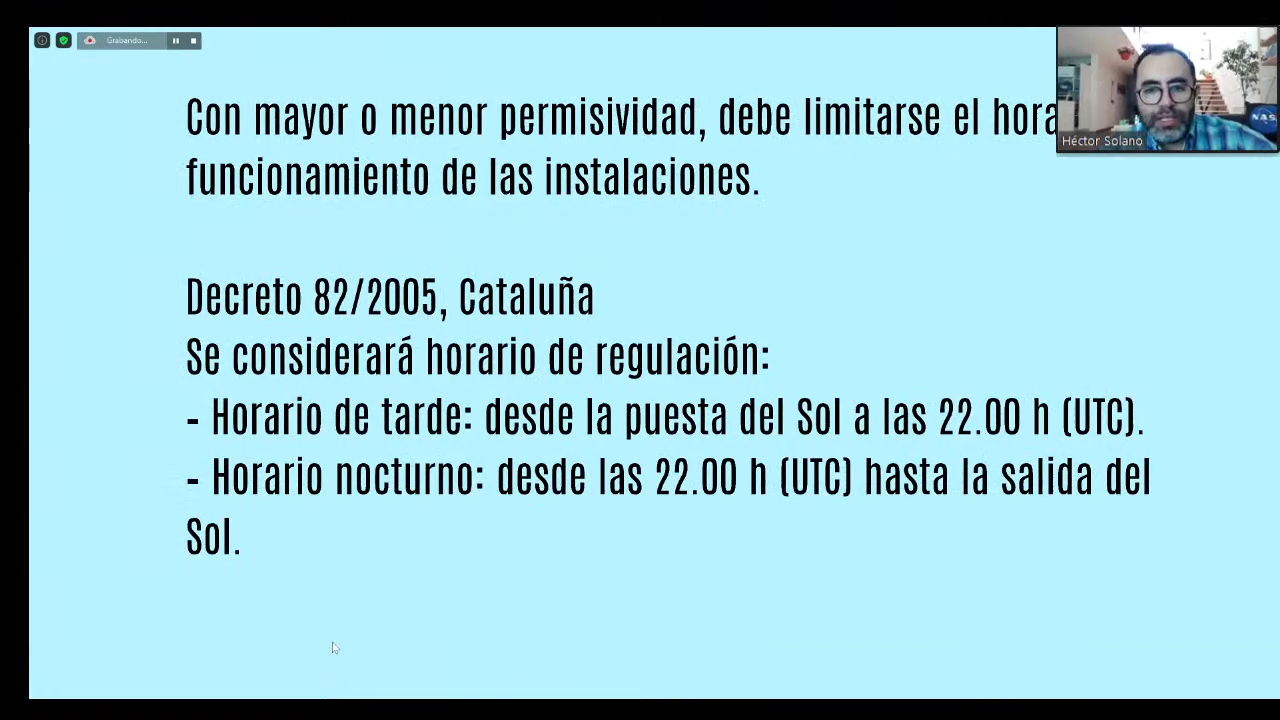 Grabando...
Con mayor o menor permisividad, debe limitarse el
funcionamiento de las instalaciones.
Decreto 82/2005, Cataluña
Se considerará horario de regulación:
- Horario de tarde: desde la puesta del Sol a las 22.00 h (UTC).
- Horario nocturno: desde las 22.00 h (UTC) hasta la salida del
Sol.
NASA
Héctor Solano